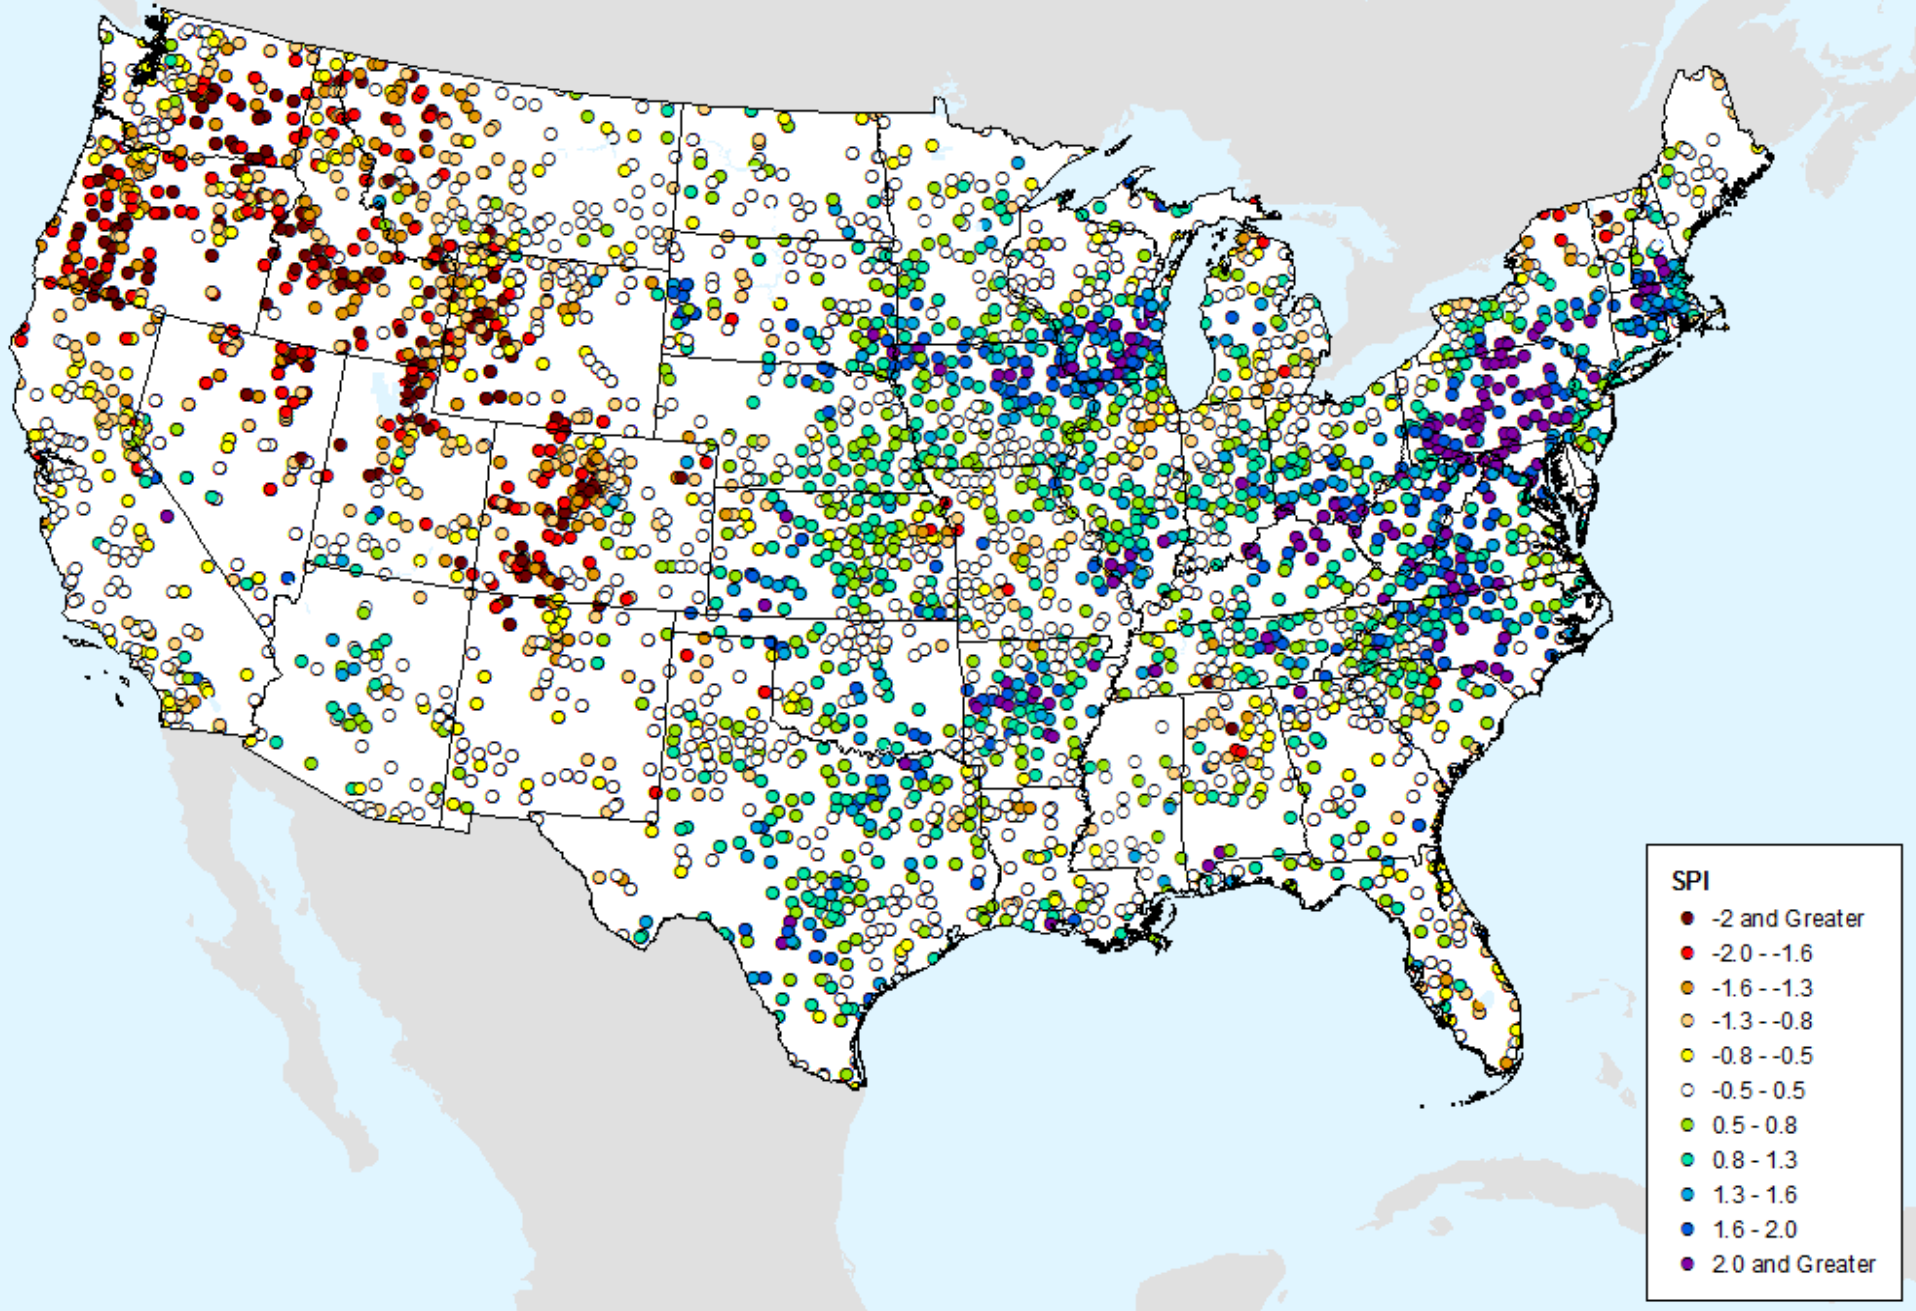 SPI
-2 and Greater
-2.0 - -1.6
-1.6 - -1.3
-1.3 - -0.8
-0.8 - -0.5
-0.5 - 0.5
0.5 - 0.8
0.8 - 1.3
1.3 - 1.6
1.6 - 2.0
2.0 and Greater